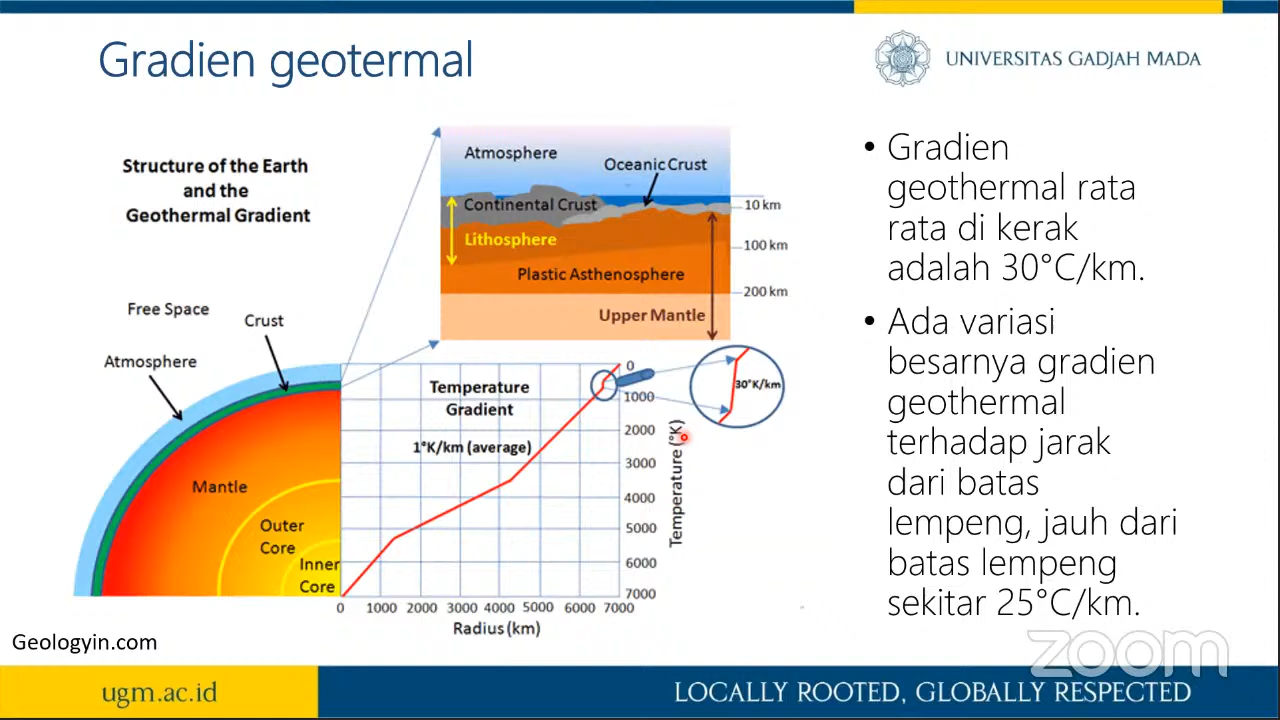 Gradien geotermal
UNIVERSITAS GADJAH MADA
Structure of the Earth
and the
Geothermal Gradient
Atmosphere
Oceanic Crust
Continental Crust
10 km
Lithosphere
100 km
Plastic Asthenosphere
200 km
Upper Mantle
Free Space
Crust
Atmosphere
Mantle
Outer
Core
Inner
Core
Temperature
Gradient
1°K/km (average)
30°K/km
0
1000
2000
3000
4000
5000
6000
7000
Temperature (°K)
0 1000 2000 3000 4000 5000 6000 7000
Radius (km)
• Gradien
geothermal rata
rata di kerak
adalah 30°C/km.
• Ada variasi
besarnya gradien
geothermal
terhadap jarak
dari batas
lempeng, jauh dari
batas lempeng
sekitar 25°C/km.
Geologyin.com
zoom
ugm.ac.id
LOCALLY ROOTED, GLOBALLY RESPECTED